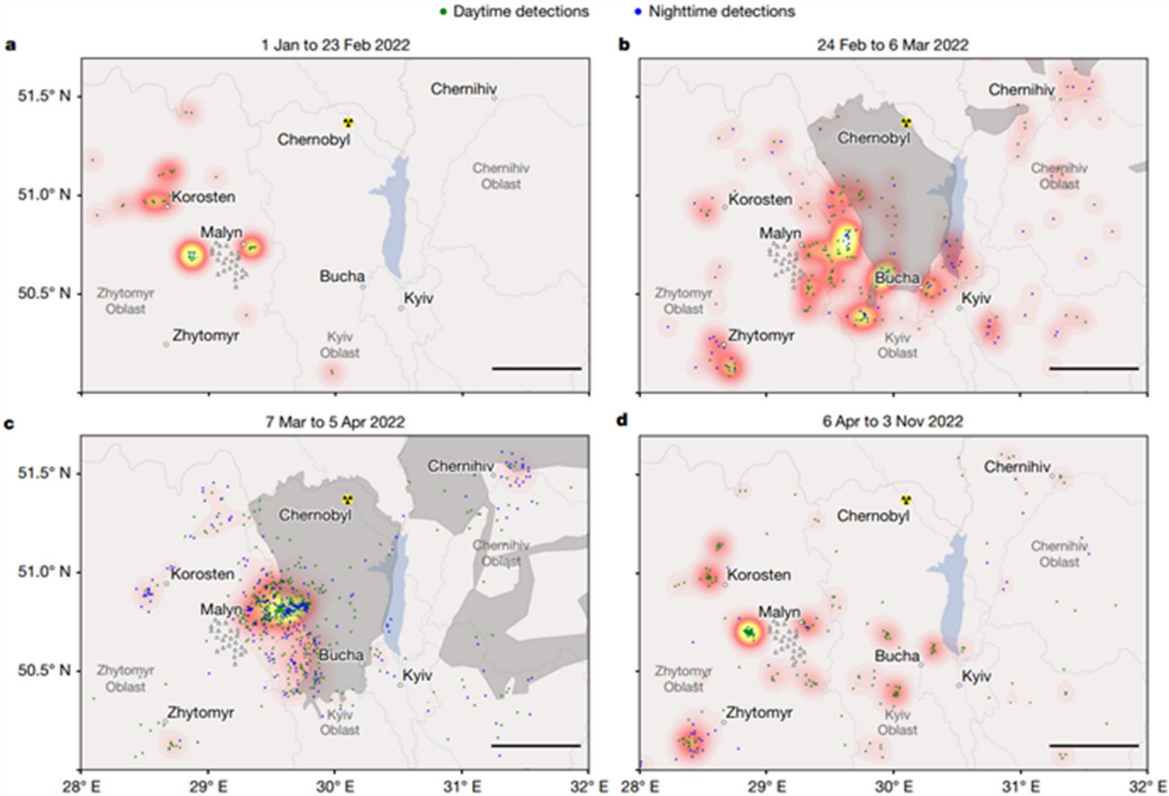 Daytime detections Nighttime detections
a 1 Jan to 23 Feb 2022
51.5° N
51.0° N
50.5° N
Chernihiv
Chernobyl
Chernihiv
Oblast
Korosten
Malyn
Bucha
Kyiv
Zhytomyr
Oblast
Zhytomyr
Kyiv
Oblast
b 24 Feb to 6 Mar 2022
Chernihiv
Chernobyl
Chernihiv
Oblast
Korosten
Malyn
Bucha
Kyiv
Zhytomyr
Oblast
Zhytomyr
Kyiv
Oblast
c 7 Mar to 5 Apr 2022
51.5° N
51.0° N
50.5° N
Chernihiv
Chernobyl
Chernihiv
Oblast
Korosten
Malyn
Bucha
Kyiv
Zhytomyr
Oblast
Zhytomyr
Kyiv
Oblast
28° E 29° E 30° E 31° E 32° E
d 6 Apr to 3 Nov 2022
Chernihiv
Chernobyl
Chernihiv
Oblast
Korosten
Malyn
Bucha
Kyiv
Zhytomyr
Oblast
Zhytomyr
Kyiv
Oblast
28° E 29° E 30° E 31° E 32° E